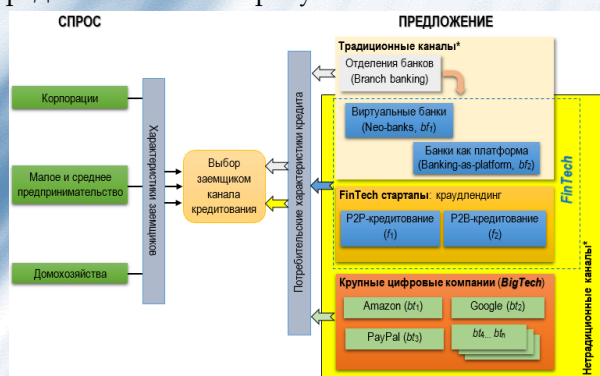 СПРОС
ПРЕДЛОЖЕНИЕ
Корпорации
Малое и среднее
предпринимательство
Домохозяйства
Характеристики заемщиков
Выбор
заемщиком
канала
кредитования
Потребительские характеристики кредита
Традиционные каналы*
Отделения банков
(Branch banking)
Виртуальные банки
(Neo-banks, bf₁)
Банки как платформа
(Banking-as-platform, bf₂)
FinTech
FinTech стартапы: краудлендинг
P2P-кредитование
(f₁)
P2B-кредитование
(f₂)
Крупные цифровые компании (BigTech)
Amazon (bt₁)
Google (bt₂)
PayPal (bt₃)
bt₄... btₙ
Нетрадиционные каналы*